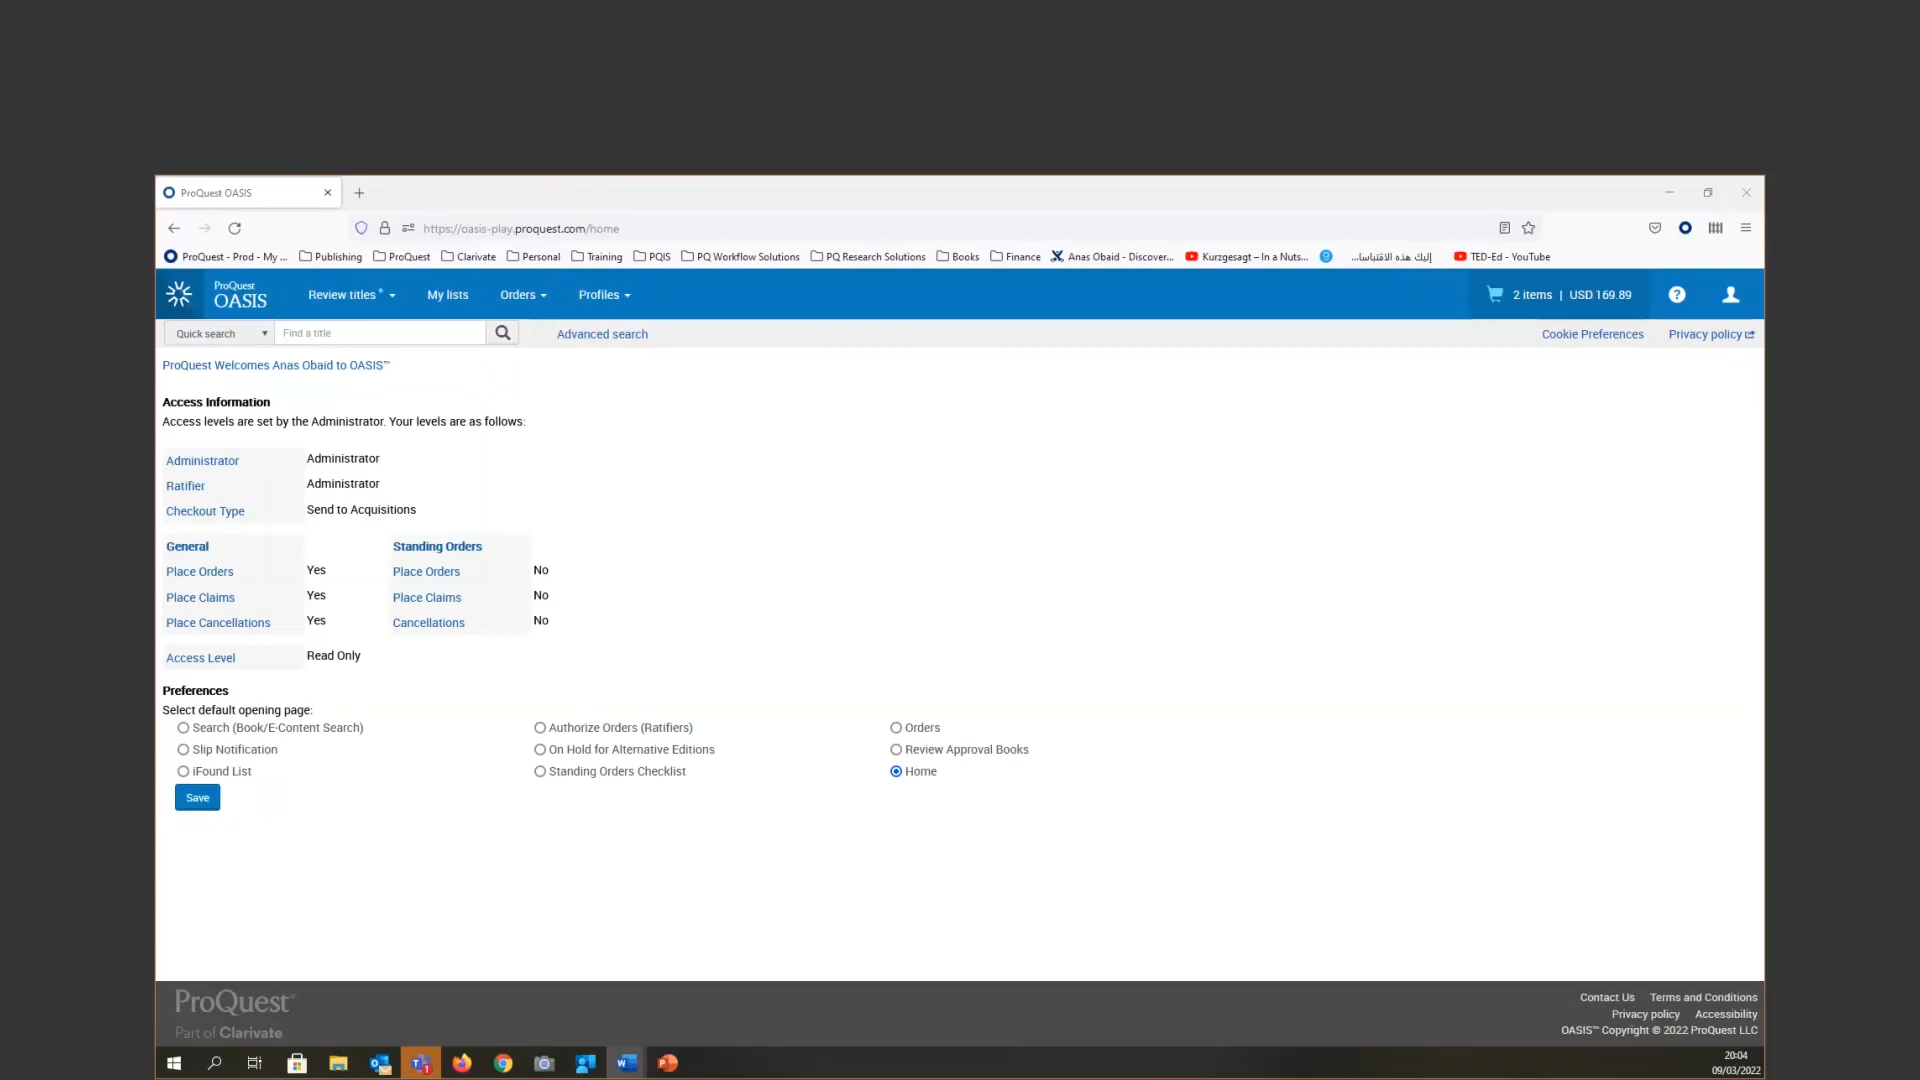 ProQuest OASIS
https://oasis-play.proquest.com/home
ProQuest - Prod - My ... Publishing ProQuest Clarivate Personal Training PQIS PQ Workflow Solutions PQ Research Solutions Books Finance Anas Obaid - Discover... Kurzgesagt – In a Nuts... إليك هذه الاقتباسا... TED-Ed - YouTube
ProQuest OASIS Review titles* My lists Orders Profiles 2 items | USD 169.89 ?
Quick search Find a title Advanced search Cookie Preferences Privacy policy
ProQuest Welcomes Anas Obaid to OASIS™
Access Information
Access levels are set by the Administrator. Your levels are as follows:
Administrator Administrator
Ratifier Administrator
Checkout Type Send to Acquisitions
General Standing Orders
Place Orders Yes Place Orders No
Place Claims Yes Place Claims No
Place Cancellations Yes Cancellations No
Access Level Read Only
Preferences
Select default opening page:
Search (Book/E-Content Search) Authorize Orders (Ratifiers) Orders
Slip Notification On Hold for Alternative Editions Review Approval Books
iFound List Standing Orders Checklist Home
Save
ProQuest
Part of Clarivate
Contact Us Terms and Conditions
Privacy policy Accessibility
OASIS™ Copyright © 2022 ProQuest LLC
20:04
09/03/2022